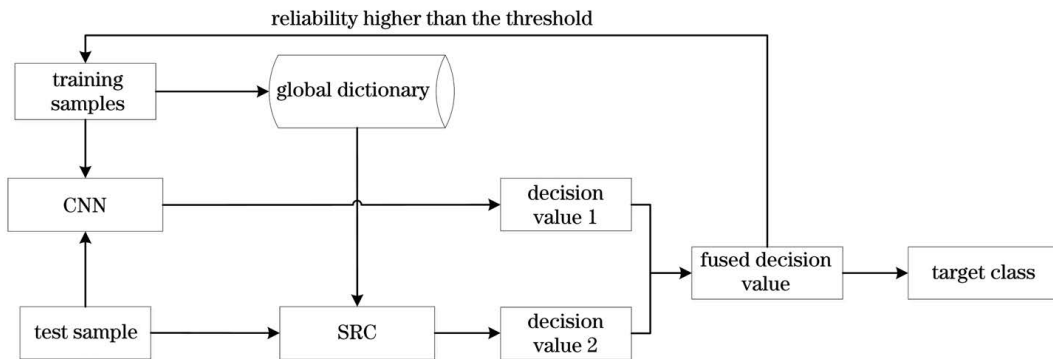 reliability higher than the threshold
training
samples
global dictionary
CNN
decision
value 1
fused decision
value
target class
test sample
SRC
decision
value 2